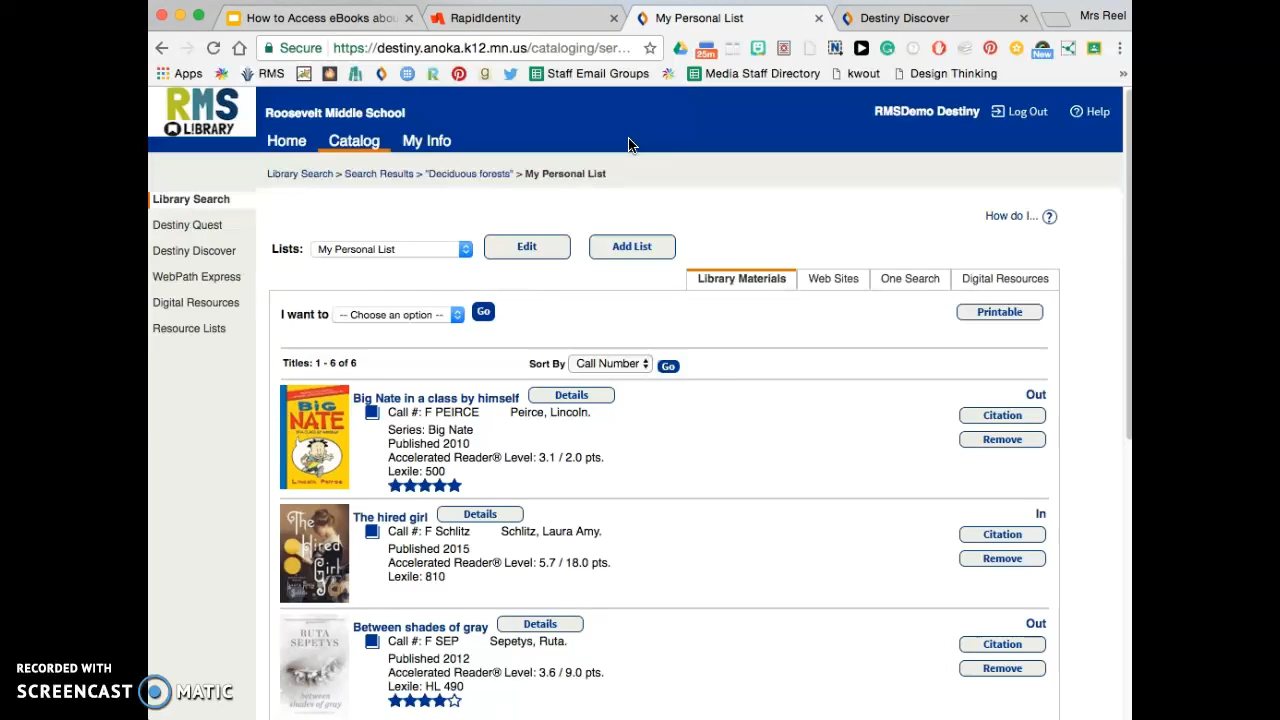 How to Access eBooks abou
RapidIdentity
My Personal List
Destiny Discover
Mrs Reel
Secure
https://destiny.anoka.k12.mn.us/cataloging/ser...
25m
New
Apps
RMS
Staff Email Groups
Media Staff Directory
kwout
Design Thinking
RMS
LIBRARY
Roosevelt Middle School
RMSDemo Destiny
Log Out
Help
Home
Catalog
My Info
Library Search > Search Results > "Deciduous forests" > My Personal List
Library Search
Destiny Quest
Destiny Discover
WebPath Express
Digital Resources
Resource Lists
How do I... ?
Lists: My Personal List
Edit
Add List
Library Materials
Web Sites
One Search
Digital Resources
I want to -- Choose an option -- Go
Printable
Titles: 1 - 6 of 6
Sort By Call Number Go
BIG NATE
LINCOLN PEIRCE
Big Nate in a class by himself Details
Out
Call #: F PEIRCE Peirce, Lincoln.
Citation
Series: Big Nate
Published 2010
Remove
Accelerated Reader® Level: 3.1 / 2.0 pts.
Lexile: 500
The Hired Girl
The hired girl Details
In
Call #: F Schlitz Schlitz, Laura Amy.
Citation
Published 2015
Remove
Accelerated Reader® Level: 5.7 / 18.0 pts.
Lexile: 810
RUTA
SEPETYS
between
shades of gray
Between shades of gray Details
Out
Call #: F SEP Sepetys, Ruta.
Citation
Published 2012
Remove
Accelerated Reader® Level: 3.6 / 9.0 pts.
Lexile: HL 490
RECORDED WITH
SCREENCAST MATIC